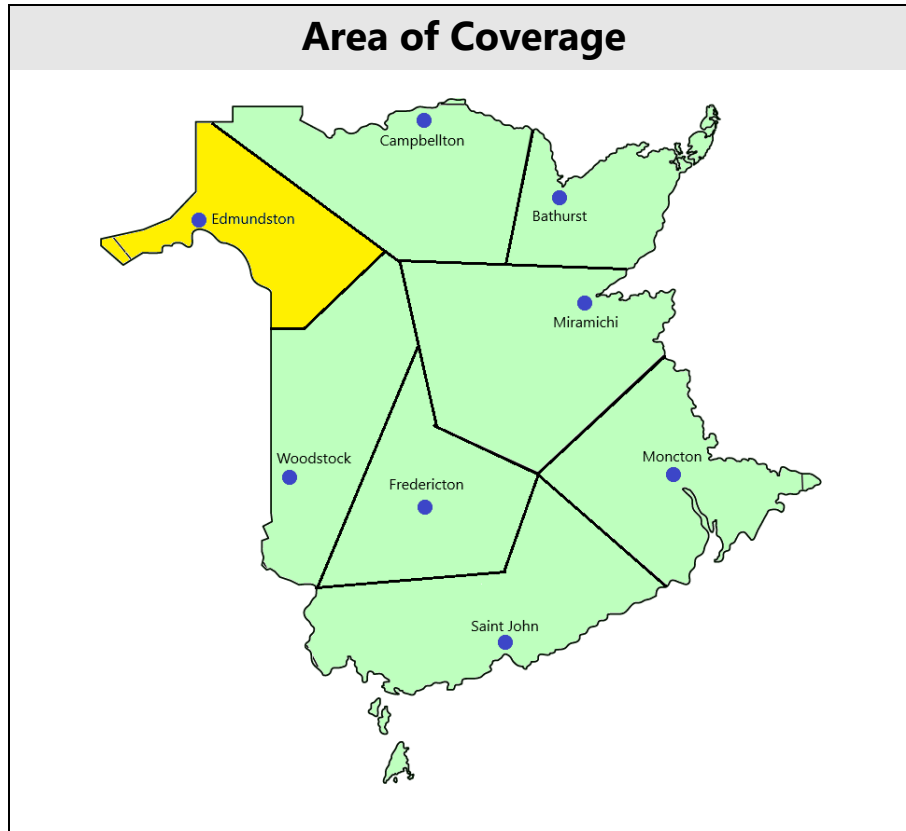 Area of Coverage
Campbellton
Bathurst
Edmundston
Miramichi
Woodstock
Moncton
Fredericton
Saint John